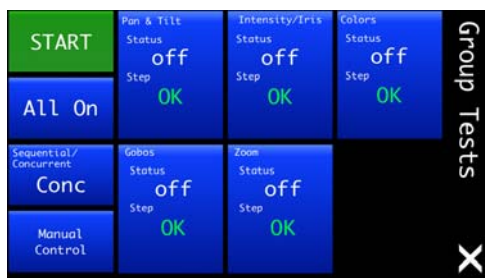 START
All On
Sequential/
Concurrent
Conc
Manual
Control
Pan & Tilt
Status
off
Step
OK
Intensity/Iris
Status
off
Step
OK
Colors
Status
off
Step
OK
Gobos
Status
off
Step
OK
Zoom
Status
off
Step
OK
Group Tests
X